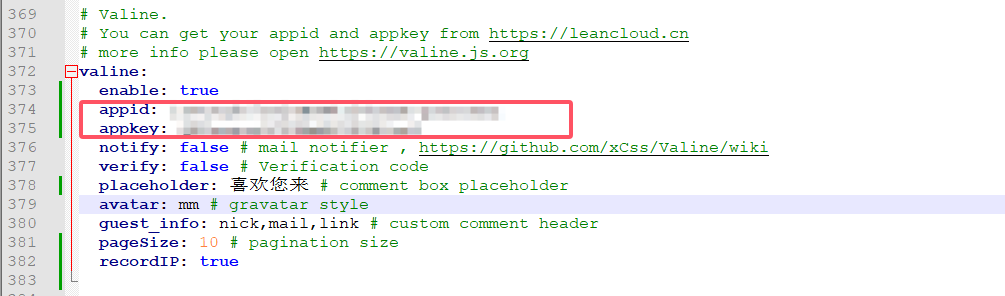 369 # Valine.
370 # You can get your appid and appkey from https://leancloud.cn
371 # more info please open https://valine.js.org
372 valine:
373 enable: true
374 appid:
375 appkey:
376 notify: false # mail notifier , https://github.com/xCss/Valine/wiki
377 verify: false # Verification code
378 placeholder: 喜欢您来 # comment box placeholder
379 avatar: mm # gravatar style
380 guest_info: nick,mail,link # custom comment header
381 pageSize: 10 # pagination size
382 recordIP: true
383